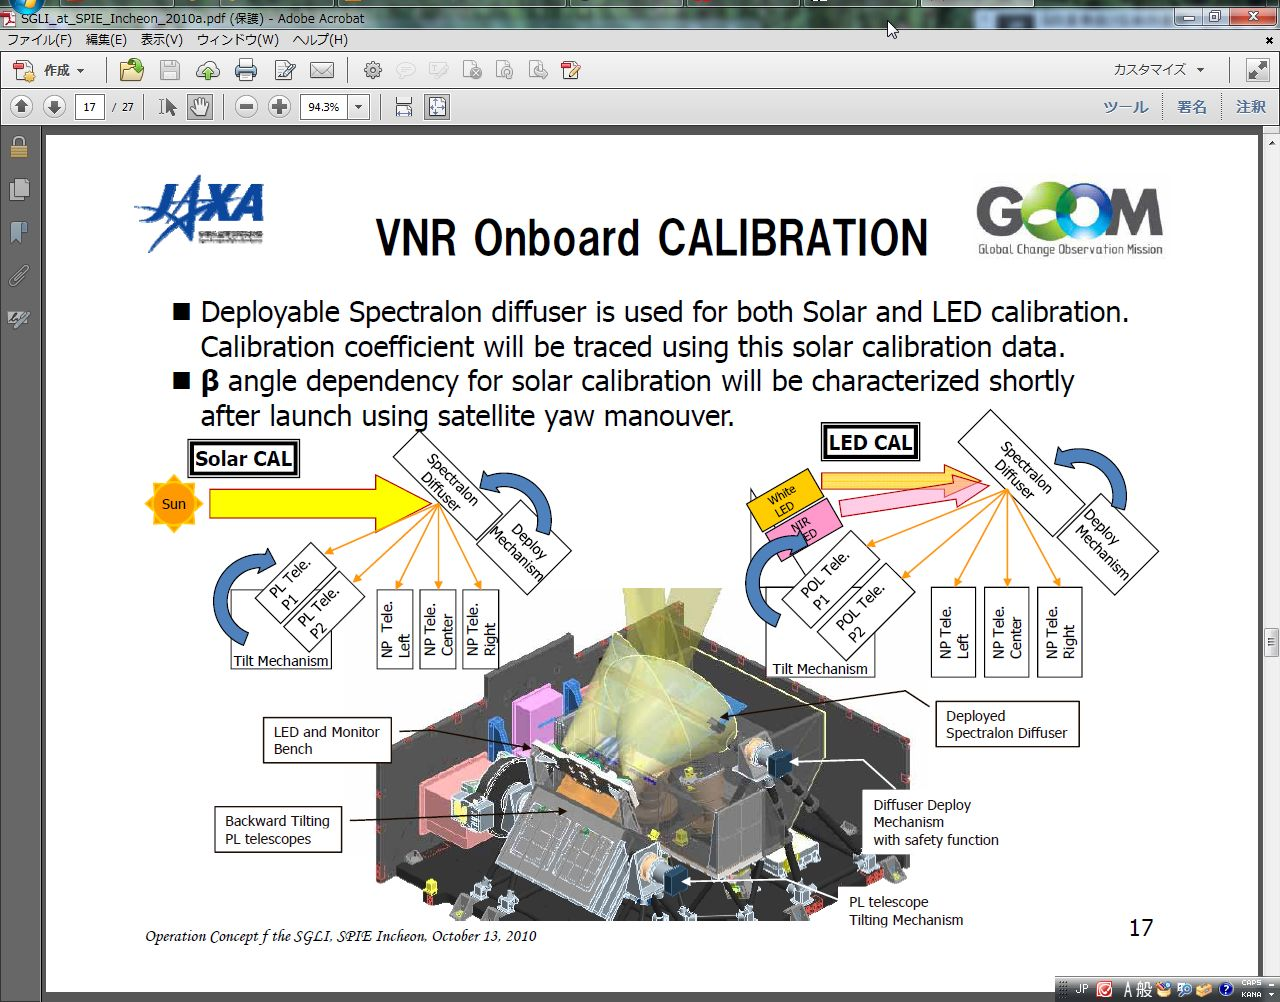 SGLI_at_SPIE_Incheon_2010a.pdf (保護) - Adobe Acrobat
ファイル(F) 編集(E) 表示(V) ウィンドウ(W) ヘルプ(H)
作成 カスタマイズ
17 / 27 94.3% ツール 署名 注釈
JAXA
GCOM
Global Change Observation Mission
VNR Onboard CALIBRATION
■ Deployable Spectralon diffuser is used for both Solar and LED calibration.
Calibration coefficient will be traced using this solar calibration data.
■ β angle dependency for solar calibration will be characterized shortly
after launch using satellite yaw manouver.
Solar CAL
Sun
Spectralon
Diffuser
Deploy
Mechanism
PL Tele.
P1
PL Tele.
P2
NP Tele.
Left
NP Tele.
Center
NP Tele.
Right
Tilt Mechanism
LED CAL
White
LED
NIR
LED
Spectralon
Diffuser
Deploy
Mechanism
POL Tele.
P1
POL Tele.
P2
NP Tele.
Left
NP Tele.
Center
NP Tele.
Right
Tilt Mechanism
LED and Monitor
Bench
Deployed
Spectralon Diffuser
Backward Tilting
PL telescopes
Diffuser Deploy
Mechanism
with safety function
PL telescope
Tilting Mechanism
Operation Concept f the SGLI, SPIE Incheon, October 13, 2010
17
JP A 般 CAPS
KANA